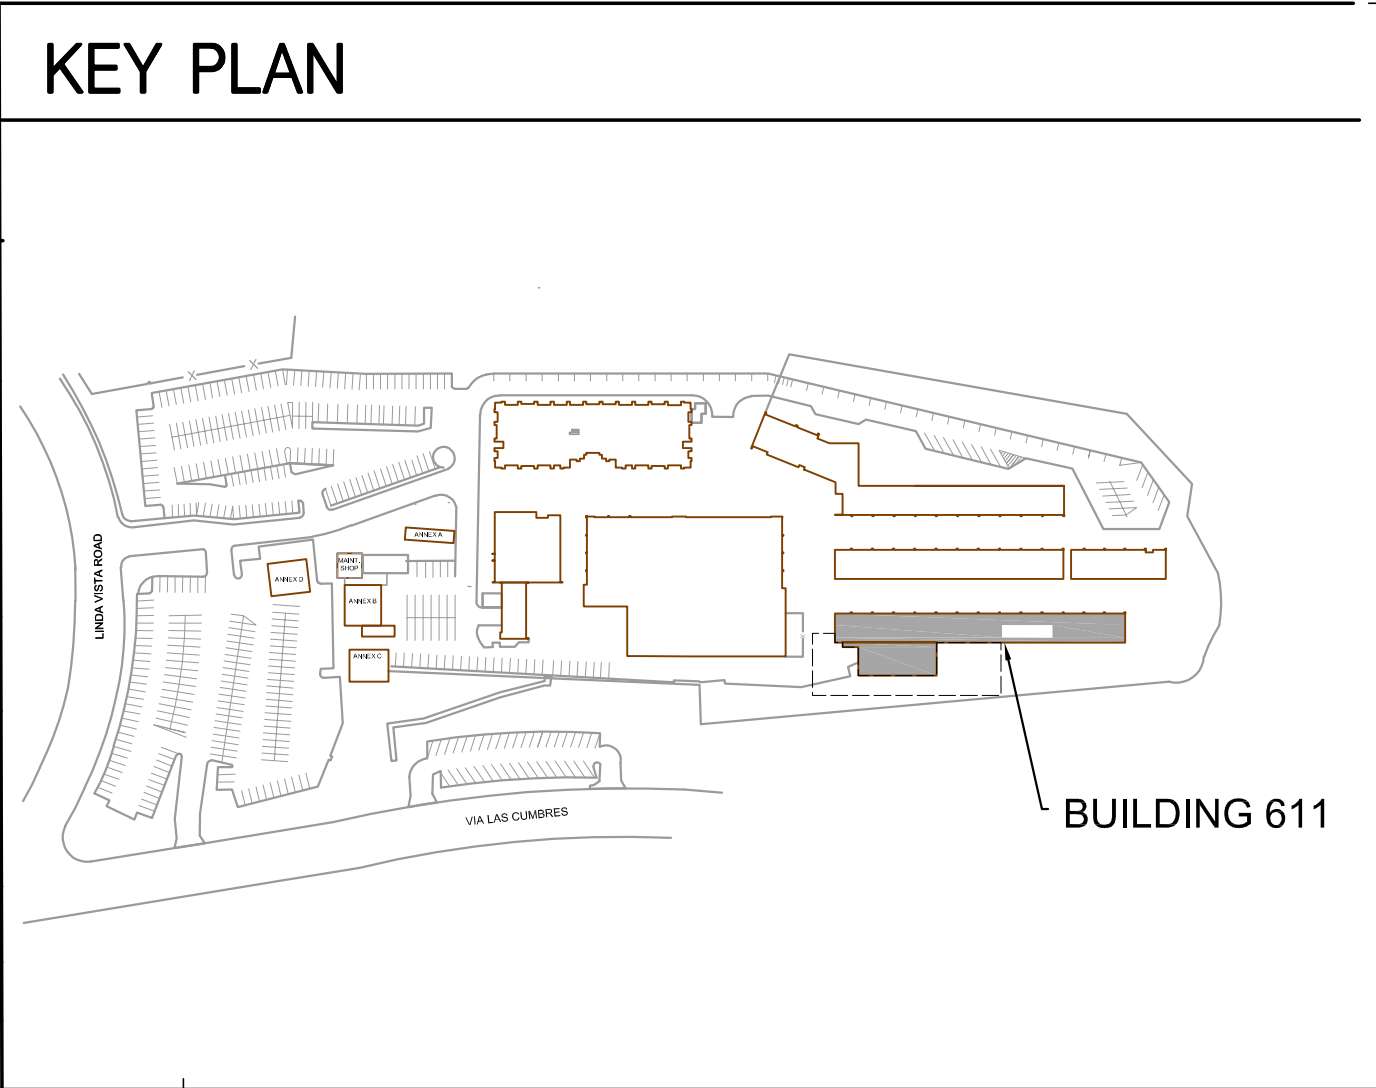 KEY PLAN
ANNEX A
LINDA VISTA ROAD
MAINT.
SHOP
ANNEX D
ANNEX B
ANNEX C
BUILDING 611
VIA LAS CUMBRES